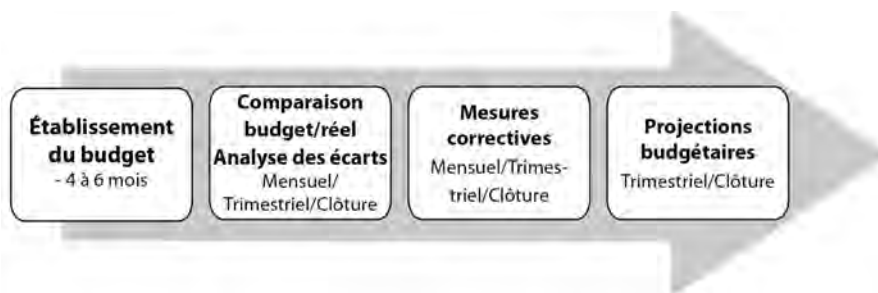 Établissement
du budget
- 4 à 6 mois
Comparaison
budget/réel
Analyse des écarts
Mensuel/
Trimestriel/Clôture
Mesures
correctives
Mensuel/Trimes-
triel/Clôture
Projections
budgétaires
Trimestriel/Clôture